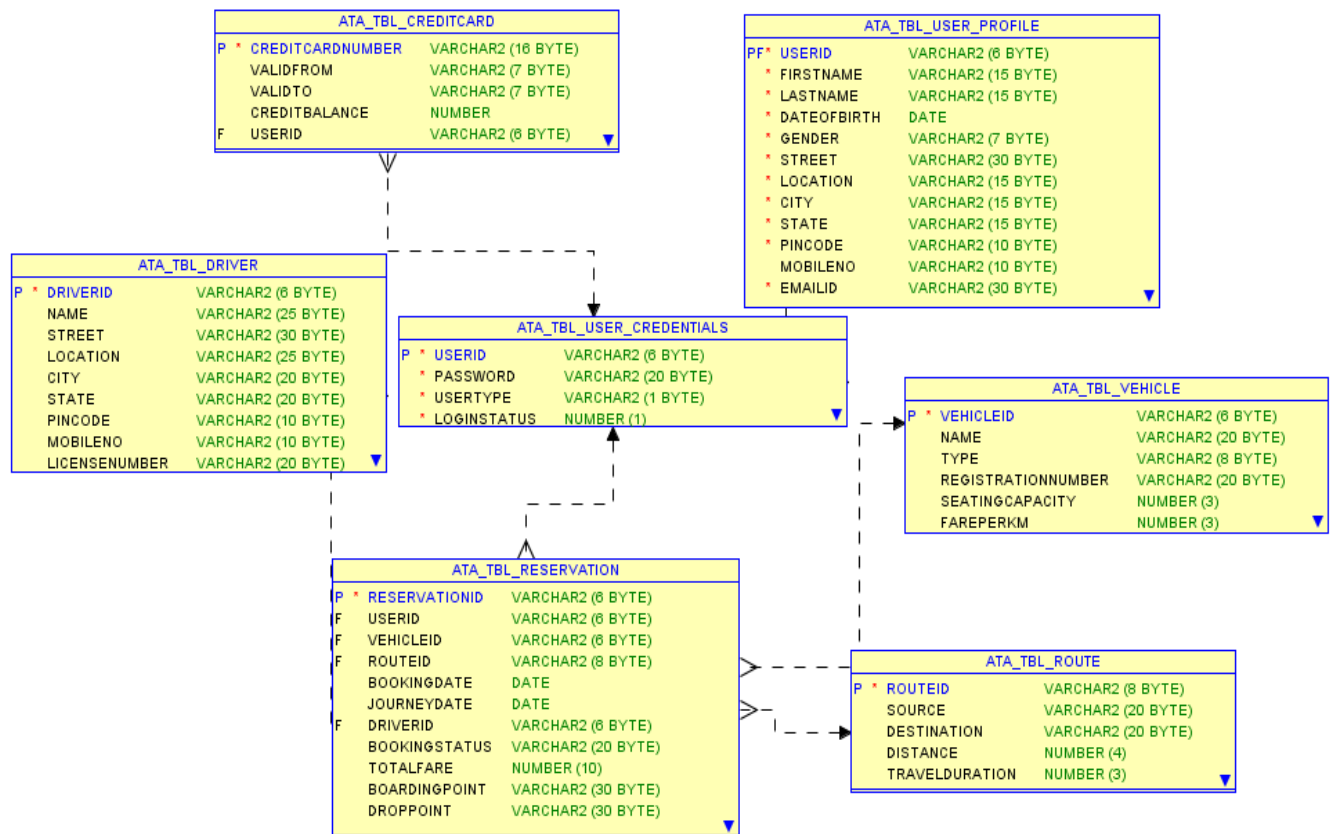 ATA_TBL_CREDITCARD
P * CREDITCARDNUMBER VARCHAR2 (16 BYTE)
VALIDFROM VARCHAR2 (7 BYTE)
VALIDTO VARCHAR2 (7 BYTE)
CREDITBALANCE NUMBER
F USERID VARCHAR2 (6 BYTE)
ATA_TBL_USER_PROFILE
PF* USERID VARCHAR2 (6 BYTE)
* FIRSTNAME VARCHAR2 (15 BYTE)
* LASTNAME VARCHAR2 (15 BYTE)
* DATEOFBIRTH DATE
* GENDER VARCHAR2 (7 BYTE)
* STREET VARCHAR2 (30 BYTE)
* LOCATION VARCHAR2 (15 BYTE)
* CITY VARCHAR2 (15 BYTE)
* STATE VARCHAR2 (15 BYTE)
* PINCODE VARCHAR2 (10 BYTE)
MOBILENO VARCHAR2 (10 BYTE)
* EMAILID VARCHAR2 (30 BYTE)
ATA_TBL_DRIVER
P * DRIVERID VARCHAR2 (6 BYTE)
NAME VARCHAR2 (25 BYTE)
STREET VARCHAR2 (30 BYTE)
LOCATION VARCHAR2 (25 BYTE)
CITY VARCHAR2 (20 BYTE)
STATE VARCHAR2 (20 BYTE)
PINCODE VARCHAR2 (10 BYTE)
MOBILENO VARCHAR2 (10 BYTE)
LICENSENUMBER VARCHAR2 (20 BYTE)
ATA_TBL_USER_CREDENTIALS
P * USERID VARCHAR2 (6 BYTE)
* PASSWORD VARCHAR2 (20 BYTE)
* USERTYPE VARCHAR2 (1 BYTE)
* LOGINSTATUS NUMBER (1)
ATA_TBL_VEHICLE
P * VEHICLEID VARCHAR2 (6 BYTE)
NAME VARCHAR2 (20 BYTE)
TYPE VARCHAR2 (8 BYTE)
REGISTRATIONNUMBER VARCHAR2 (20 BYTE)
SEATINGCAPACITY NUMBER (3)
FAREPERKM NUMBER (3)
ATA_TBL_RESERVATION
P * RESERVATIONID VARCHAR2 (6 BYTE)
F USERID VARCHAR2 (6 BYTE)
F VEHICLEID VARCHAR2 (6 BYTE)
F ROUTEID VARCHAR2 (8 BYTE)
BOOKINGDATE DATE
JOURNEYDATE DATE
F DRIVERID VARCHAR2 (6 BYTE)
BOOKINGSTATUS VARCHAR2 (20 BYTE)
TOTALFARE NUMBER (10)
BOARDINGPOINT VARCHAR2 (30 BYTE)
DROPPOINT VARCHAR2 (30 BYTE)
ATA_TBL_ROUTE
P * ROUTEID VARCHAR2 (8 BYTE)
SOURCE VARCHAR2 (20 BYTE)
DESTINATION VARCHAR2 (20 BYTE)
DISTANCE NUMBER (4)
TRAVELDURATION NUMBER (3)